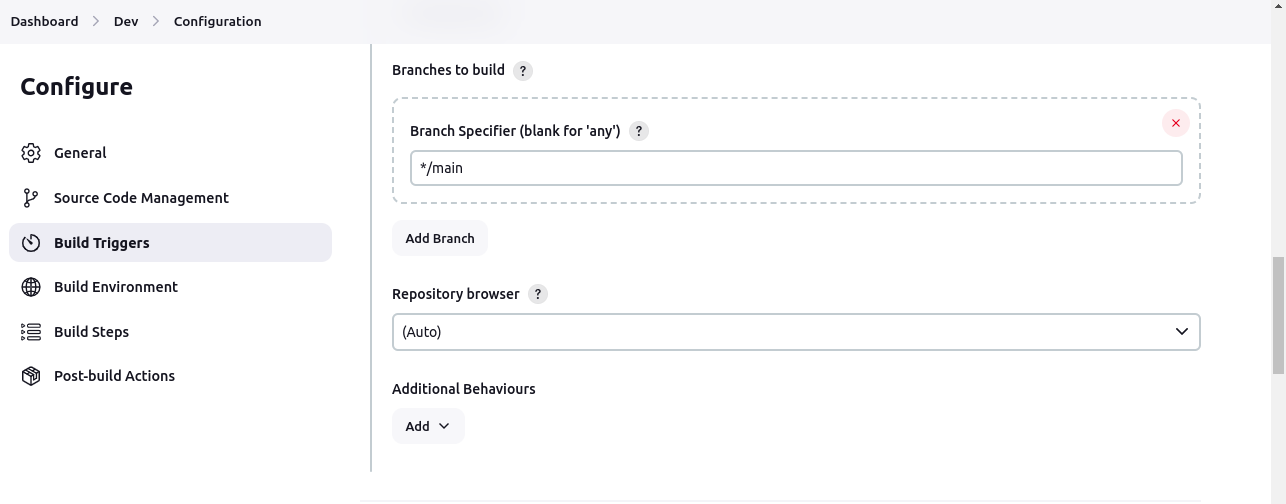 Dashboard > Dev > Configuration
Configure
General
Source Code Management
Build Triggers
Build Environment
Build Steps
Post-build Actions
Branches to build ?
Branch Specifier (blank for 'any') ?
*/main
Add Branch
Repository browser ?
(Auto)
Additional Behaviours
Add